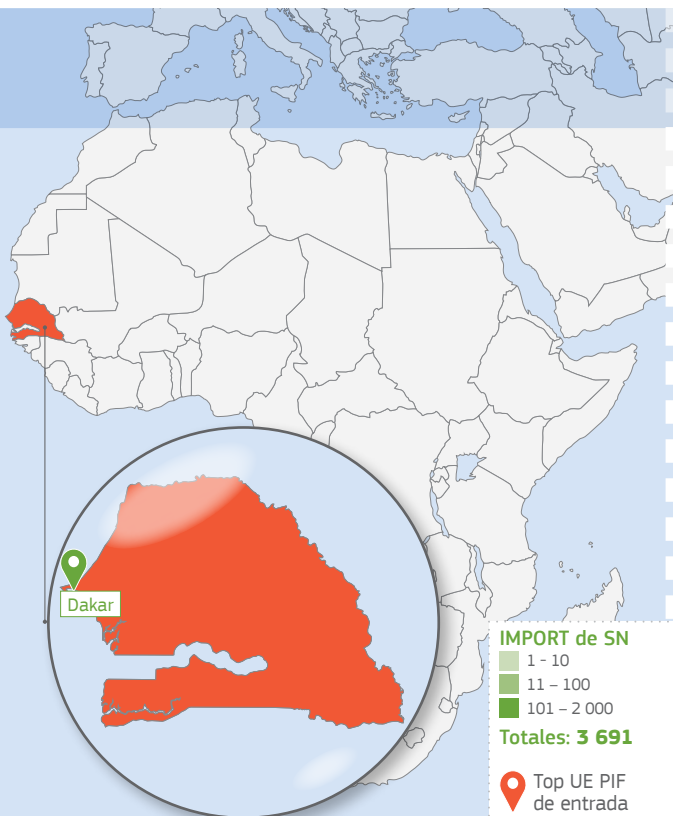 Dakar
IMPORT de SN
1 - 10
11 – 100
101 – 2 000
Totales: 3 691
Top UE PIF
de entrada